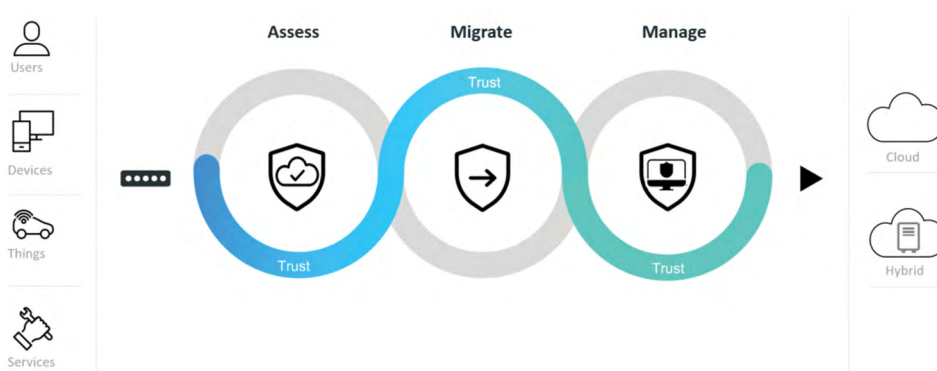 Assess
Migrate
Manage
Users
Devices
Things
Services
Trust
Trust
Trust
Cloud
Hybrid